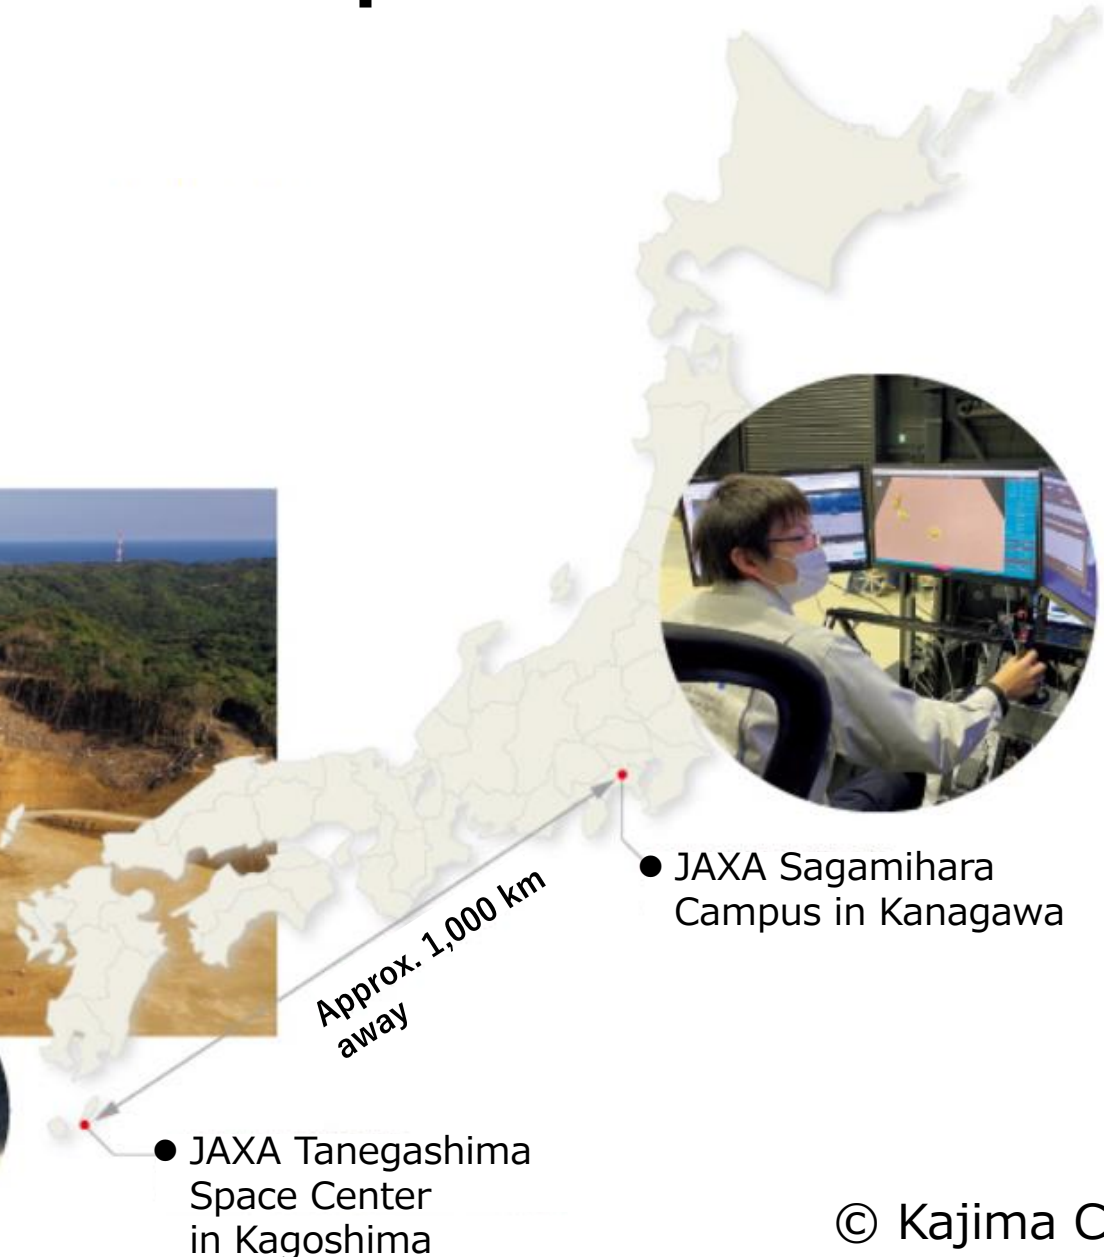 JAXA Sagamihara
Campus in Kanagawa
Approx. 1,000 km
away
JAXA Tanegashima
Space Center
in Kagoshima
© Kajima C